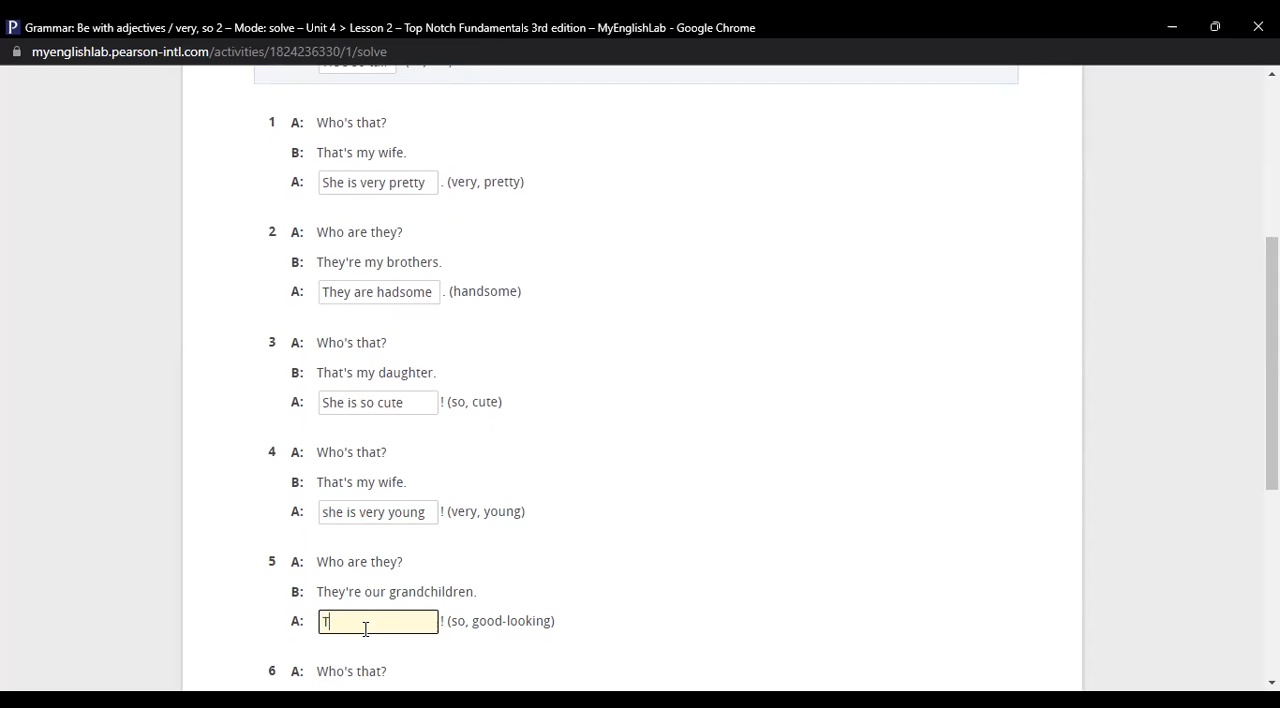 Grammar: Be with adjectives / very, so 2 – Mode: solve – Unit 4 > Lesson 2 – Top Notch Fundamentals 3rd edition – MyEnglishLab - Google Chrome
myenglishlab.pearson-intl.com/activities/1824236330/1/solve
1 A: Who's that?
B: That's my wife.
A: She is very pretty . (very, pretty)
2 A: Who are they?
B: They're my brothers.
A: They are hadsome . (handsome)
3 A: Who's that?
B: That's my daughter.
A: She is so cute ! (so, cute)
4 A: Who's that?
B: That's my wife.
A: she is very young ! (very, young)
5 A: Who are they?
B: They're our grandchildren.
A: T ! (so, good-looking)
6 A: Who's that?